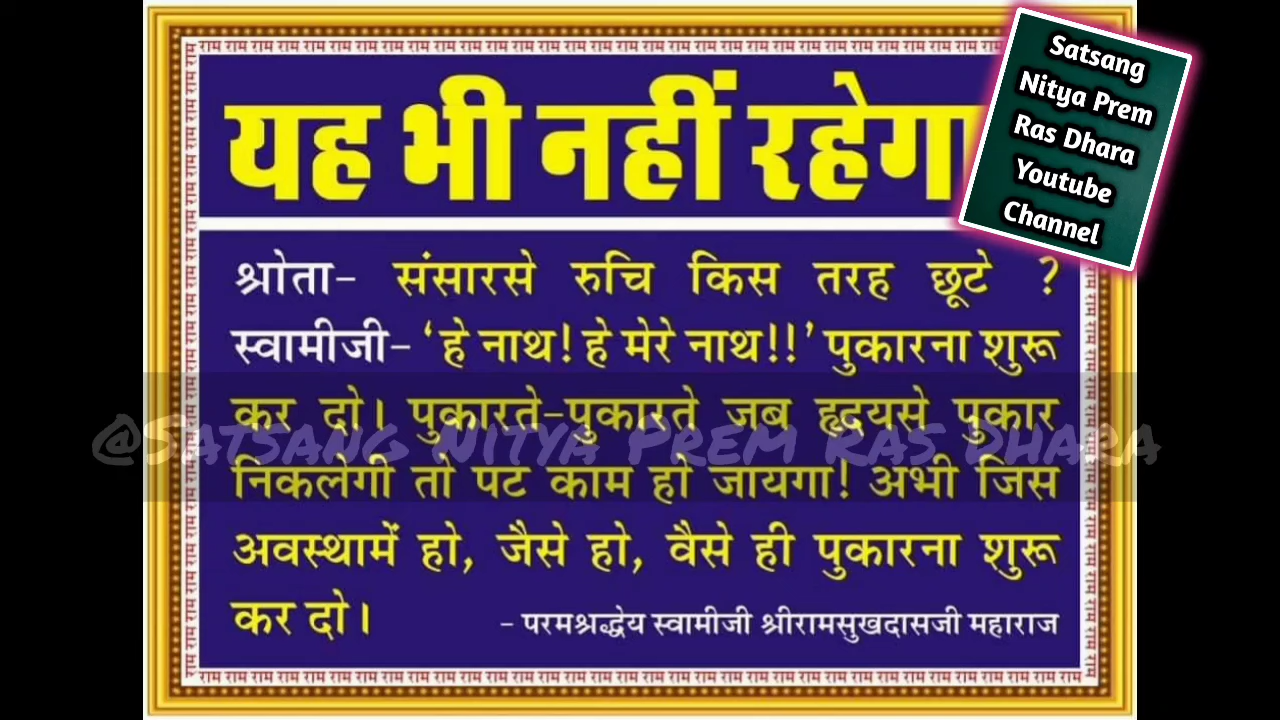 राम राम राम राम राम राम राम राम राम राम राम राम राम राम राम राम राम राम राम राम राम
यह भी नहीं रहेगा
Satsang
Nitya Prem
Ras Dhara
Youtube
Channel
श्रोता- संसारसे रुचि किस तरह छूटे ?
स्वामीजी- ‘हे नाथ! हे मेरे नाथ!!’ पुकारना शुरू
कर दो। पुकारते-पुकारते जब हृदयसे पुकार
@Satsang Nitya Prem Ras Dhara
निकलेगी तो पट काम हो जायगा! अभी जिस
अवस्थामें हो, जैसे हो, वैसे ही पुकारना शुरू
कर दो।
- परमश्रद्धेय स्वामीजी श्रीरामसुखदासजी महाराज
राम राम राम राम राम राम राम राम राम राम राम राम राम राम राम राम राम राम राम राम राम राम राम